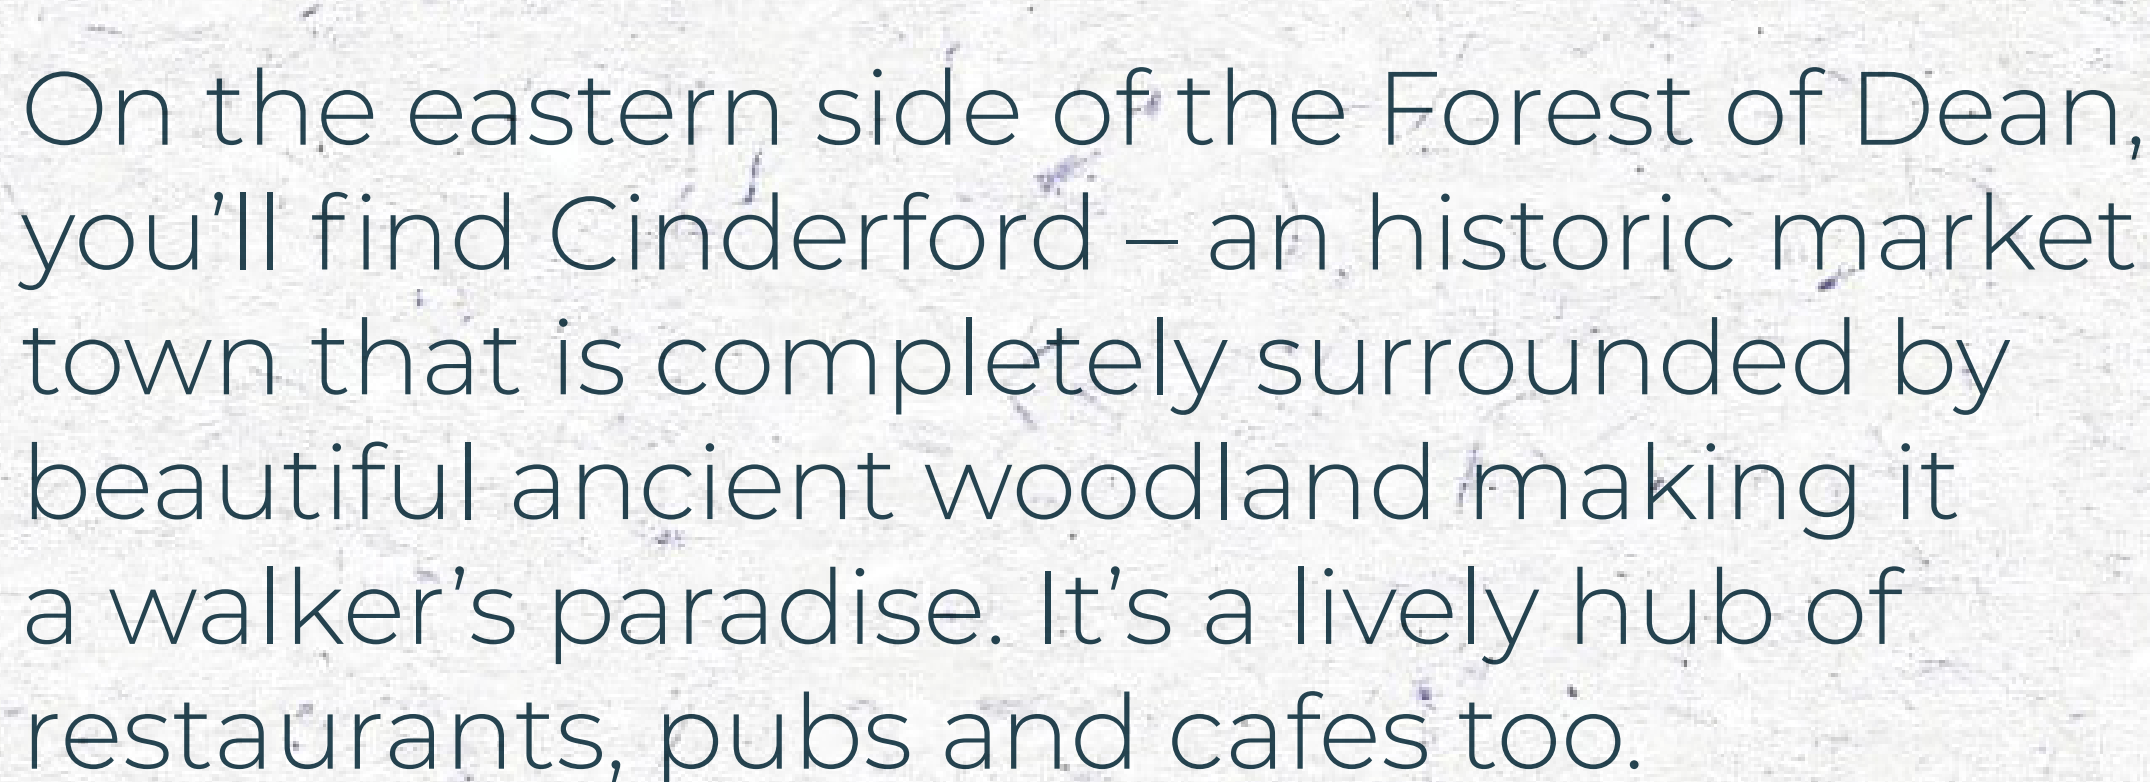 On the eastern side of the Forest of Dean,
you’ll find Cinderford – an historic market
town that is completely surrounded by
beautiful ancient woodland making it
a walker’s paradise. It’s a lively hub of
restaurants, pubs and cafes too.